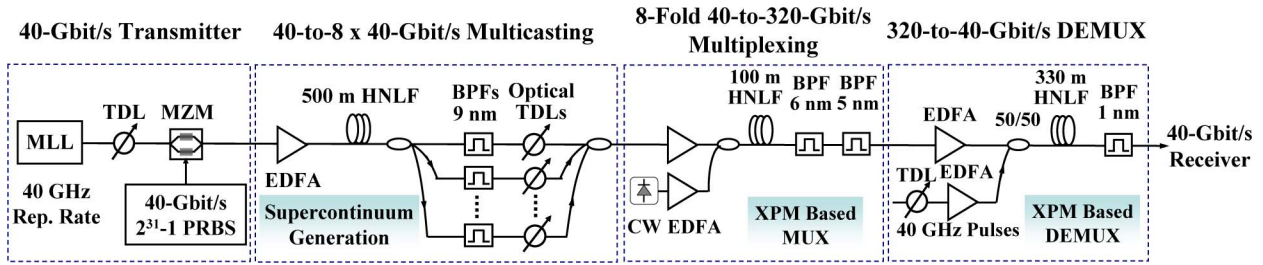 40-Gbit/s Transmitter
MLL
TDL
MZM
40 GHz
Rep. Rate
40-Gbit/s
2³¹-1 PRBS
40-to-8 x 40-Gbit/s Multicasting
500 m HNLF
EDFA
BPFs
9 nm
Optical
TDLs
Supercontinuum
Generation
8-Fold 40-to-320-Gbit/s
Multiplexing
100 m
HNLF
BPF
6 nm
BPF
5 nm
CW EDFA
XPM Based
MUX
320-to-40-Gbit/s DEMUX
EDFA
50/50
330 m
HNLF
BPF
1 nm
TDL
EDFA
40 GHz Pulses
XPM Based
DEMUX
40-Gbit/s
Receiver